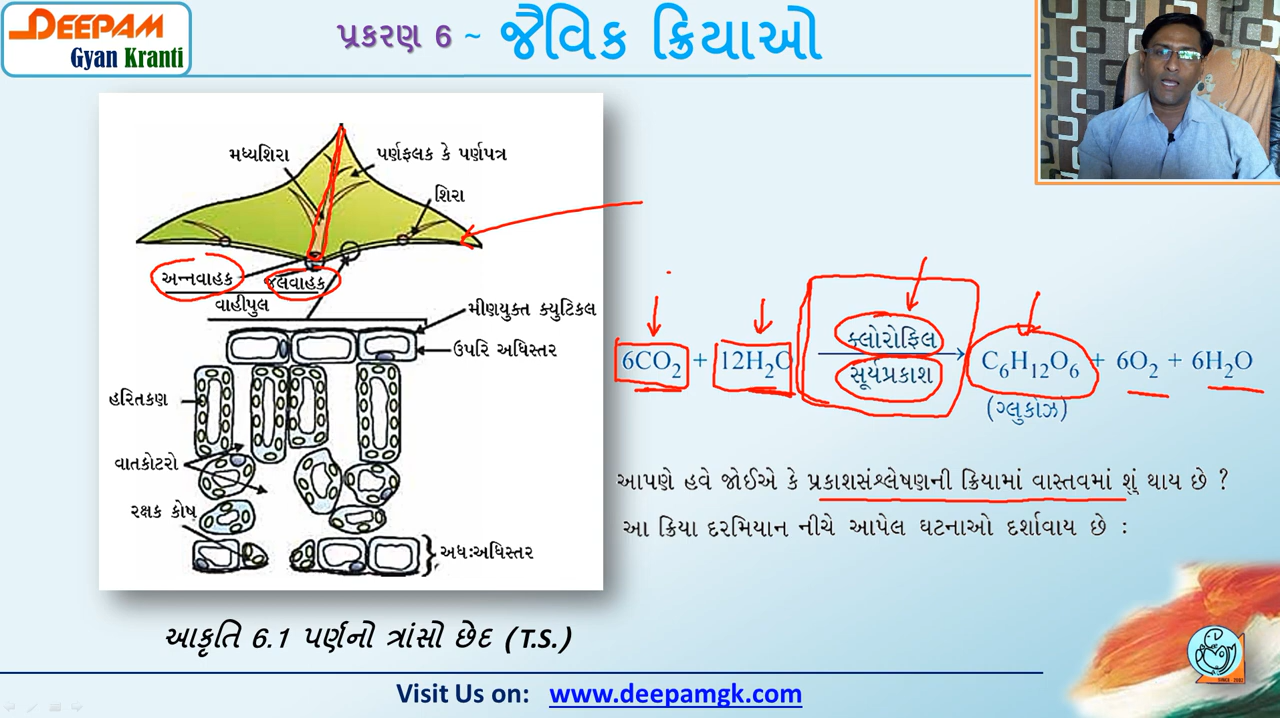 DEEPAM
Gyan Kranti
પ્રકરણ 6 ~ જૈવિક ક્રિયાઓ
મધ્યશિરા
પર્ણફલક કે પર્ણપત્ર
શિરા
અન્નવાહક
જલવાહક
વાહીપુલ
મીણયુક્ત ક્યુટિકલ
ઉપરિ અધિસ્તર
હરિતકણ
વાતકોટરો
રક્ષક કોષ
અધઃઅધિસ્તર
આકૃતિ 6.1 પર્ણનો ત્રાંસો છેદ (T.S.)
ક્લોરોફિલ
6CO₂ + 12H₂O → C₆H₁₂O₆ + 6O₂ + 6H₂O
સૂર્યપ્રકાશ
(ગ્લુકોઝ)
આપણે હવે જોઈએ કે પ્રકાશસંશ્લેષણની ક્રિયામાં વાસ્તવમાં શું થાય છે ?
આ ક્રિયા દરમિયાન નીચે આપેલ ઘટનાઓ દર્શાવાય છે :
SINCE 2002
Visit Us on: www.deepamgk.com